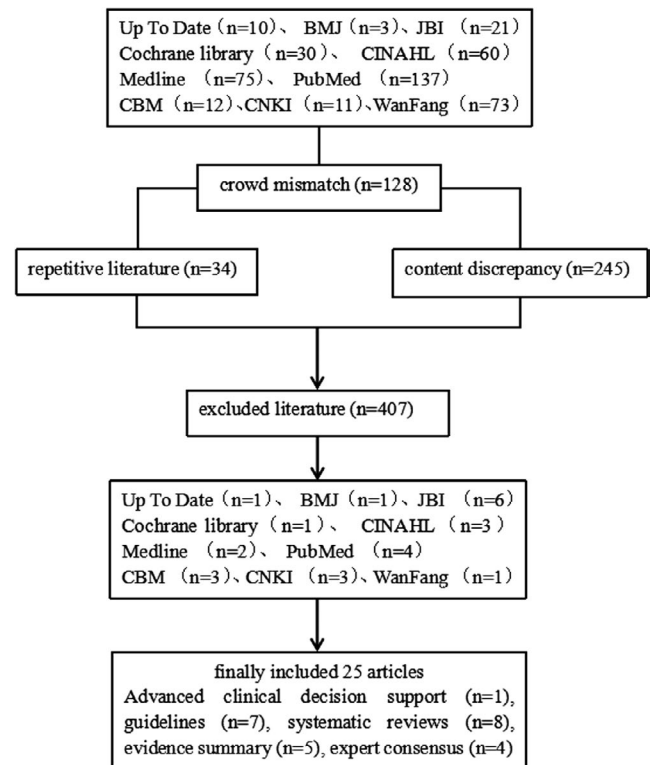 Up To Date（n=10）、 BMJ（n=3）、JBI （n=21）
Cochrane library（n=30）、 CINAHL（n=60）
Medline （n=75）、 PubMed（n=137）
CBM（n=12）、CNKI（n=11）、WanFang（n=73）
crowd mismatch (n=128)
repetitive literature (n=34)
content discrepancy (n=245)
excluded literature (n=407)
Up To Date（n=1）、 BMJ（n=1）、JBI （n=6）
Cochrane library（n=1）、 CINAHL（n=3）
Medline （n=2）、 PubMed（n=4）
CBM（n=3）、CNKI（n=3）、WanFang（n=1）
finally included 25 articles
Advanced clinical decision support (n=1),
guidelines (n=7), systematic reviews (n=8),
evidence summary (n=5), expert consensus (n=4)